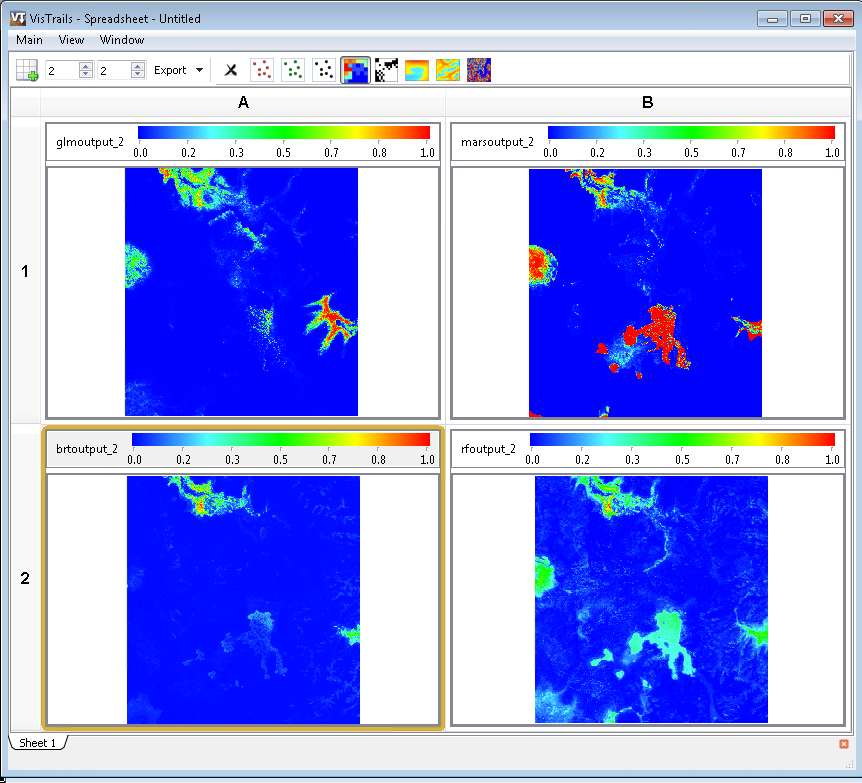 VisTrails - Spreadsheet - Untitled
Main View Window
2 2 Export
A B
glmoutput_2
0.0 0.2 0.3 0.5 0.7 0.8 1.0
marsoutput_2
0.0 0.2 0.3 0.5 0.7 0.8 1.0
1
brtoutput_2
0.0 0.2 0.3 0.5 0.7 0.8 1.0
rfoutput_2
0.0 0.2 0.3 0.5 0.7 0.8 1.0
2
Sheet 1